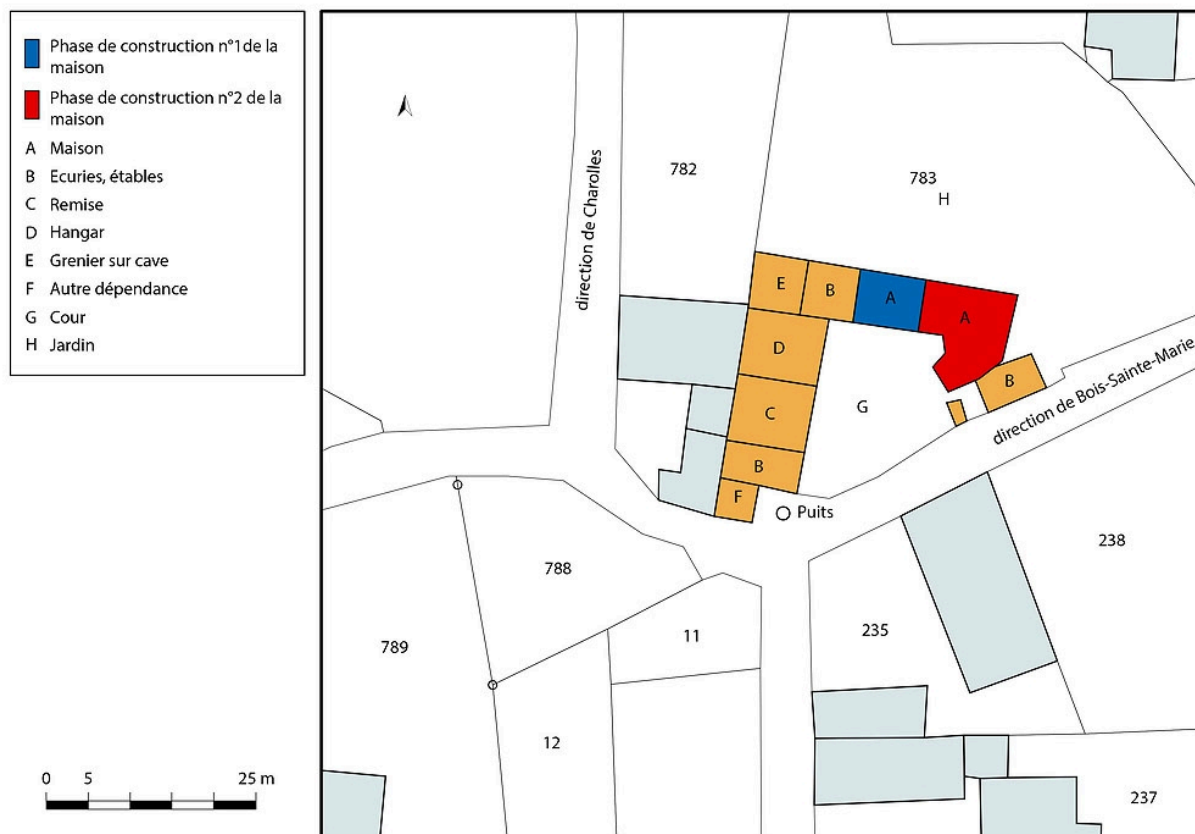 Phase de construction n°1de la
maison
Phase de construction n°2 de la
maison
A Maison
B Ecuries, étables
C Remise
D Hangar
E Grenier sur cave
F Autre dépendance
G Cour
H Jardin
0 5 25 m
direction de Charolles
782
783
H
E
B
A
A
D
B
C
G
direction de Bois-Sainte-Marie
B
F
Puits
238
788
11
235
789
12
237